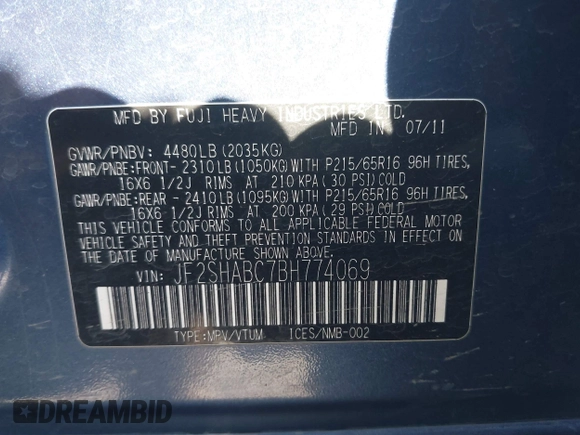 MFD BY FUJI HEAVY INDUSTRIES LTD.
MFD IN 07/11
GVWR/PNBV: 4480LB (2035KG)
GAWR/PNBE: FRONT- 2310LB (1050KG) WITH P215/65R16 96H TIRES,
16X6 1/2J RIMS AT 210 KPA (30 PSI) COLD
GAWR/PNBE: REAR - 2410LB (1095KG) WITH P215/65R16 96H TIRES,
16X6 1/2J RIMS AT 200 KPA (29 PSI) COLD
THIS VEHICLE CONFORMS TO ALL APPLICABLE FEDERAL MOTOR
VEHICLE SAFETY AND THEFT PREVENTION STANDARDS IN EFFECT ON
THE DATE OF MANUFACTURE SHOWN ABOVE.
VIN: JF2SHABC7BH774069
TYPE:MPV/VTUM ICES/NMB-002
DREAMBID